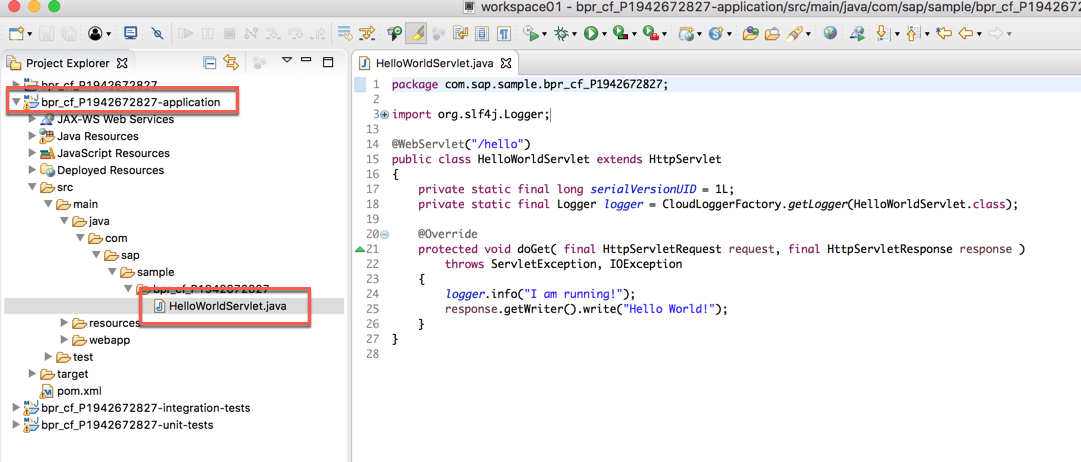 workspace01 - bpr_cf_P1942672827-application/src/main/java/com/sap/sample/bpr_cf_P1
Project Explorer
bpr_cf_P1942672827
bpr_cf_P1942672827-application
JAX-WS Web Services
Java Resources
JavaScript Resources
Deployed Resources
src
main
java
com
sap
sample
bpr_cf_P1942672827
HelloWorldServlet.java
resources
webapp
test
target
pom.xml
bpr_cf_P1942672827-integration-tests
bpr_cf_P1942672827-unit-tests
HelloWorldServlet.java
1 package com.sap.sample.bpr_cf_P1942672827;
2
3 import org.slf4j.Logger;
13
14 @WebServlet("/hello")
15 public class HelloWorldServlet extends HttpServlet
16 {
17 private static final long serialVersionUID = 1L;
18 private static final Logger logger = CloudLoggerFactory.getLogger(HelloWorldServlet.class);
19
20 @Override
21 protected void doGet( final HttpServletRequest request, final HttpServletResponse response )
22 throws ServletException, IOException
23 {
24 logger.info("I am running!");
25 response.getWriter().write("Hello World!");
26 }
27 }
28